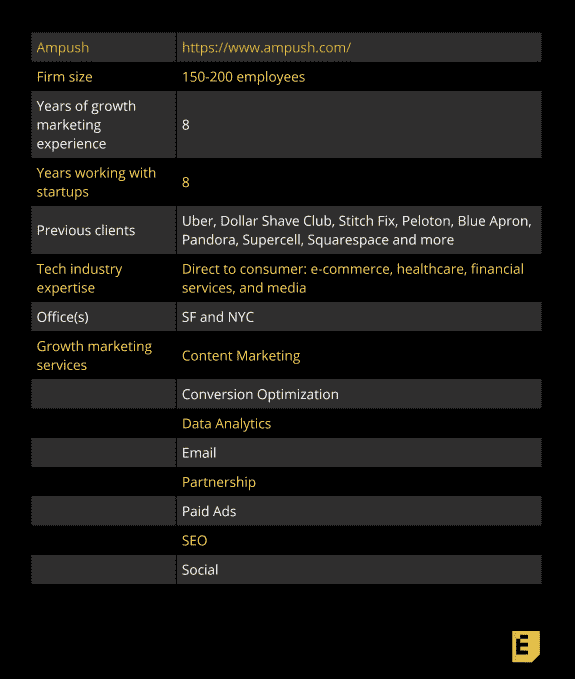 Ampush https://www.ampush.com/
Firm size 150-200 employees
Years of growth
marketing
experience
8
Years working with
startups
8
Previous clients
Uber, Dollar Shave Club, Stitch Fix, Peloton, Blue Apron,
Pandora, Supercell, Squarespace and more
Tech industry
expertise
Direct to consumer: e-commerce, healthcare, financial
services, and media
Office(s) SF and NYC
Growth marketing
services
Content Marketing
Conversion Optimization
Data Analytics
Email
Partnership
Paid Ads
SEO
Social
E